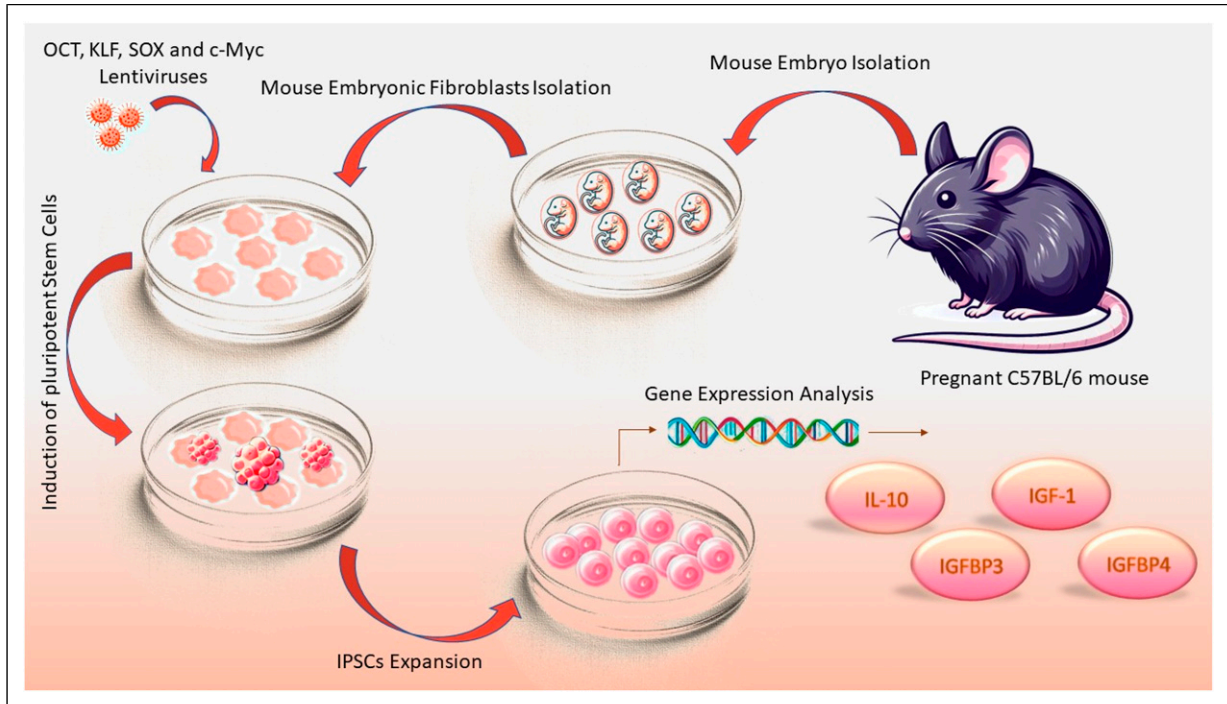 OCT, KLF, SOX and c-Myc
Lentiviruses
Mouse Embryonic Fibroblasts Isolation
Mouse Embryo Isolation
Pregnant C57BL/6 mouse
Induction of pluripotent Stem Cells
Gene Expression Analysis
IL-10
IGF-1
IGFBP3
IGFBP4
IPSCs Expansion